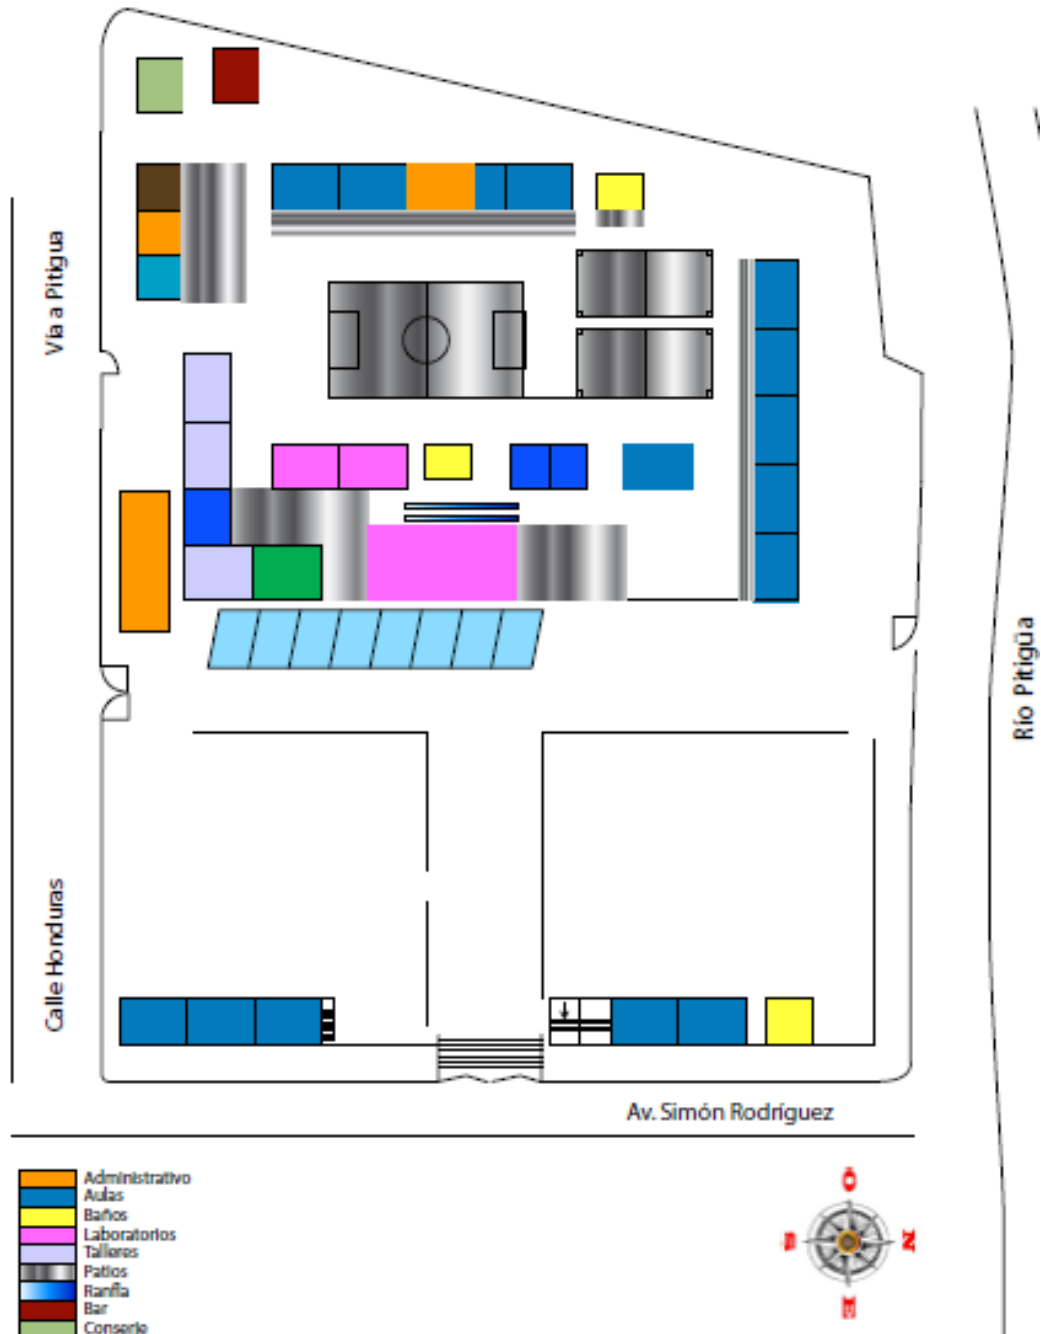 Vía a Pitigua
Río Pitigüa
Calle Honduras
Av. Simón Rodríguez
Administrativo
Aulas
Baños
Laboratorios
Talleres
Patios
Ranfla
Bar
Conserje
O
S
N
E